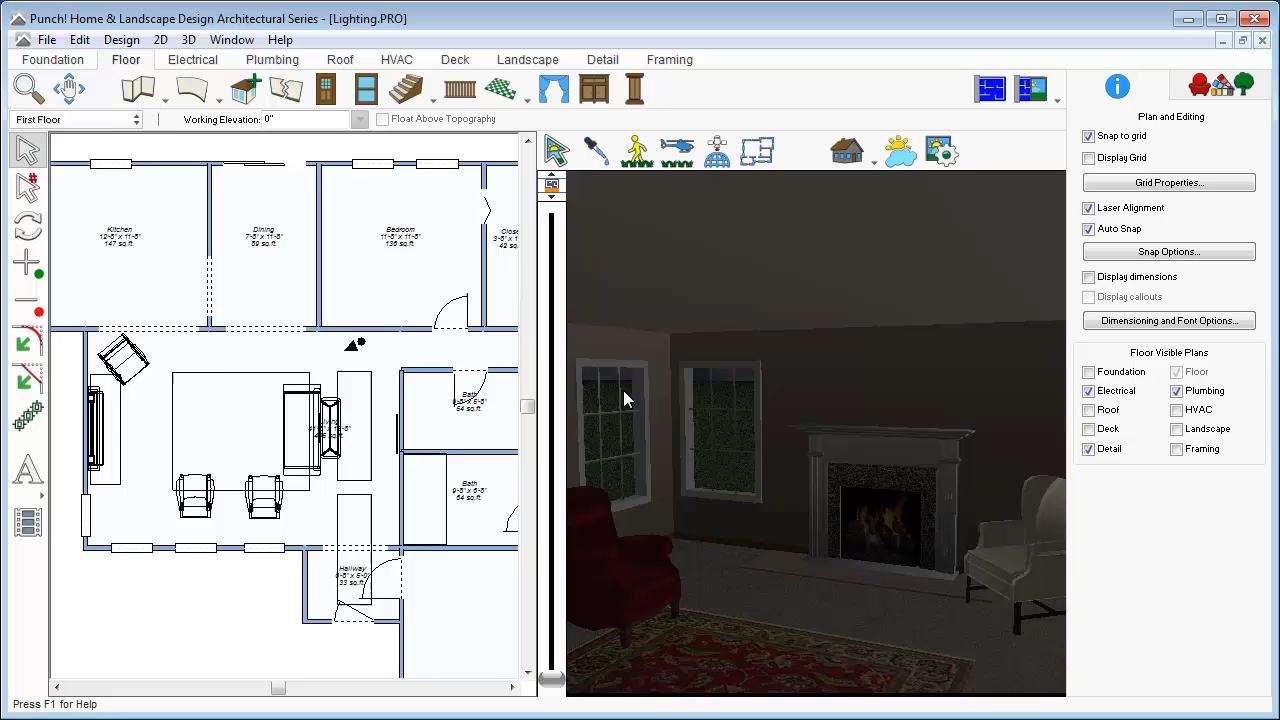 Punch! Home & Landscape Design Architectural Series - [Lighting.PRO]
File Edit Design 2D 3D Window Help
Foundation Floor Electrical Plumbing Roof HVAC Deck Landscape Detail Framing
First Floor Working Elevation: 0" Float Above Topography
Plan and Editing
Snap to grid
Display Grid
Grid Properties...
Laser Alignment
Auto Snap
Snap Options...
Display dimensions
Display callouts
Dimensioning and Font Options...
Floor Visible Plans
Foundation Floor
Electrical Plumbing
Roof HVAC
Deck Landscape
Detail Framing
Kitchen
147 sq.ft.
Dining
Bedroom
Bath
Bath
Press F1 for Help